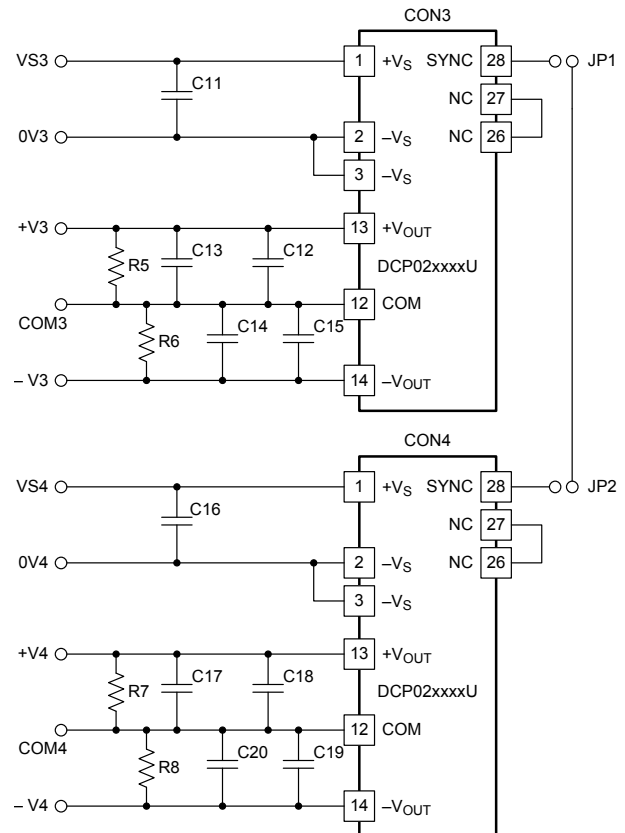 CON3
VS3 1 +VS SYNC 28 JP1
C11
NC 27
0V3 2 –VS NC 26
3 –VS
+V3 13 +VOUT
R5 C13 C12
DCP02xxxxU
COM3 12 COM
R6 C14 C15
– V3 14 –VOUT
CON4
VS4 1 +VS SYNC 28 JP2
C16
NC 27
0V4 2 –VS NC 26
3 –VS
+V4 13 +VOUT
R7 C17 C18
DCP02xxxxU
COM4 12 COM
R8 C20 C19
– V4 14 –VOUT